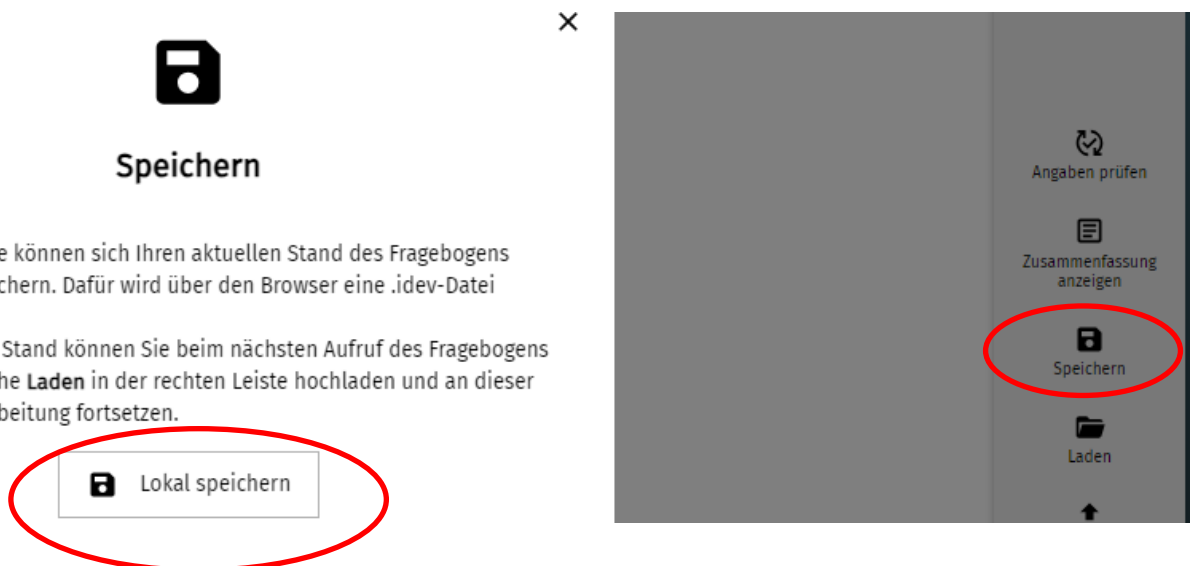 Speichern
e können sich Ihren aktuellen Stand des Fragebogens
chern. Dafür wird über den Browser eine .idev-Datei
Stand können Sie beim nächsten Aufruf des Fragebogens
he Laden in der rechten Leiste hochladen und an dieser
beitung fortsetzen.
Lokal speichern
Angaben prüfen
Zusammenfassung
anzeigen
Speichern
Laden